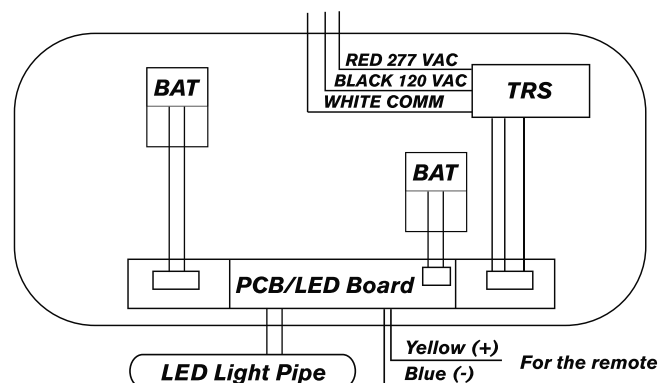 RED 277 VAC
BLACK 120 VAC
WHITE COMM
BAT
TRS
BAT
PCB/LED Board
Yellow (+)
Blue (-)
For the remote
LED Light Pipe